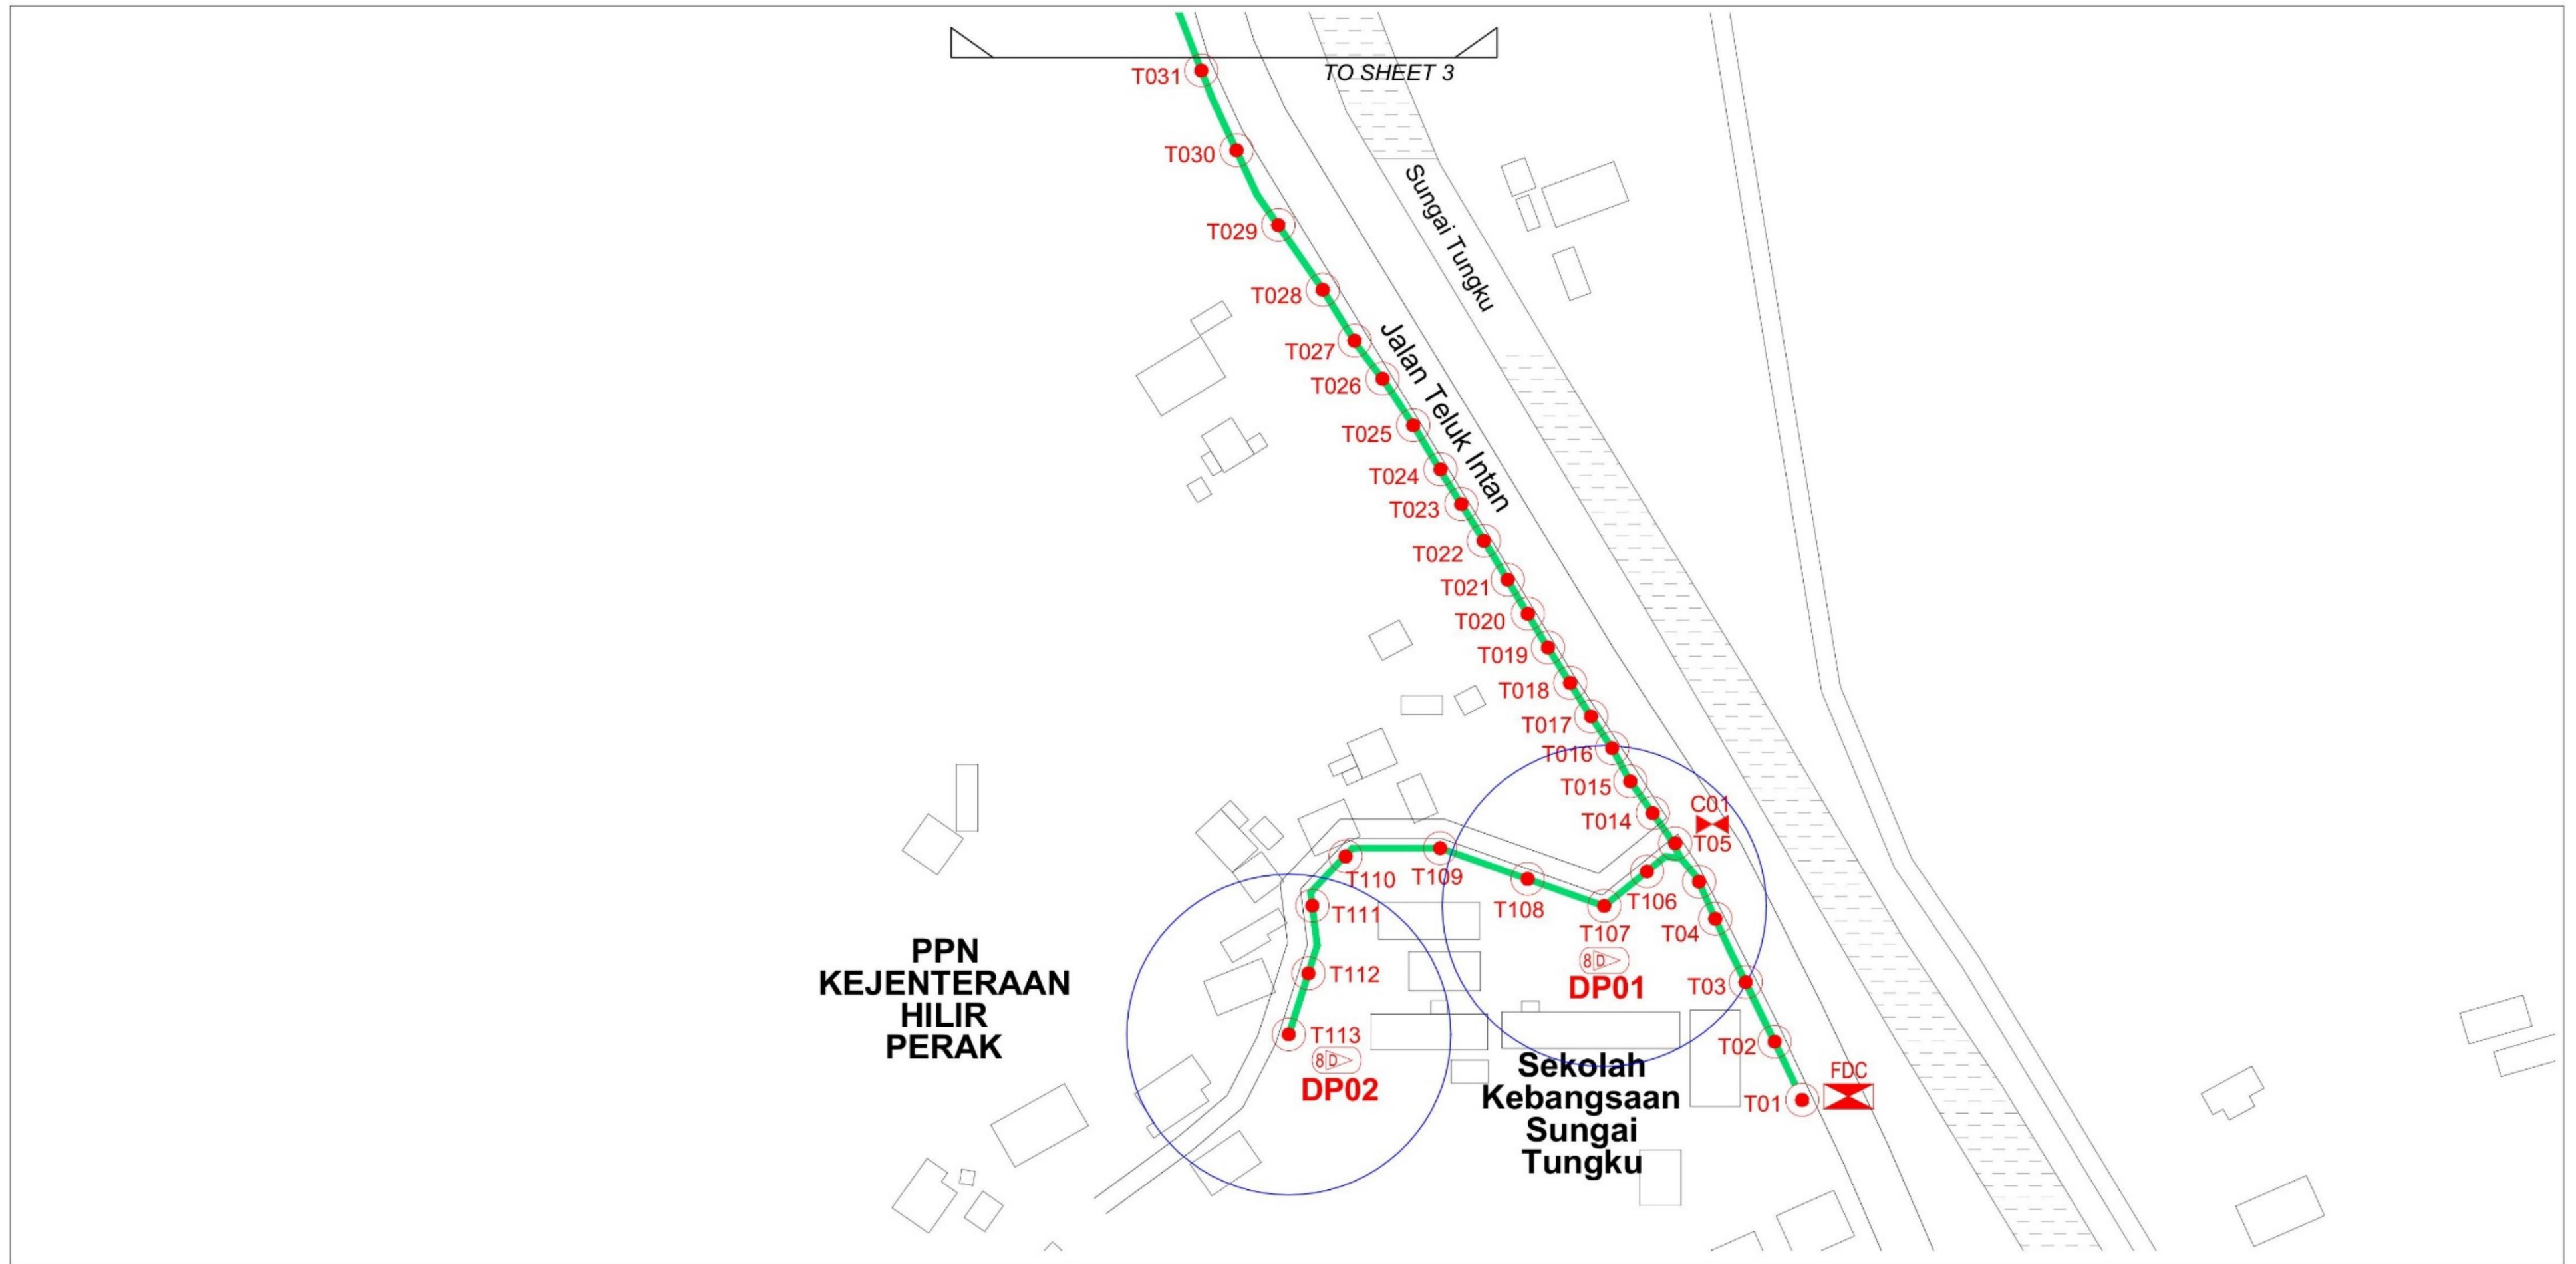 TO SHEET 3
T031
T030
Sungai Tungku
T029
T028
Jalan Teluk Intan
T027
T026
T025
T024
T023
T022
T021
T020
T019
T018
T017
T016
T015
C01
T014
T05
T110
T109
T106
T108
T111
T107
T04
PPN
KEJENTERAAN
HILIR
PERAK
8 D
DP01
T112
T03
T113
T02
8 D
DP02
Sekolah
Kebangsaan
Sungai
Tungku
FDC
T01